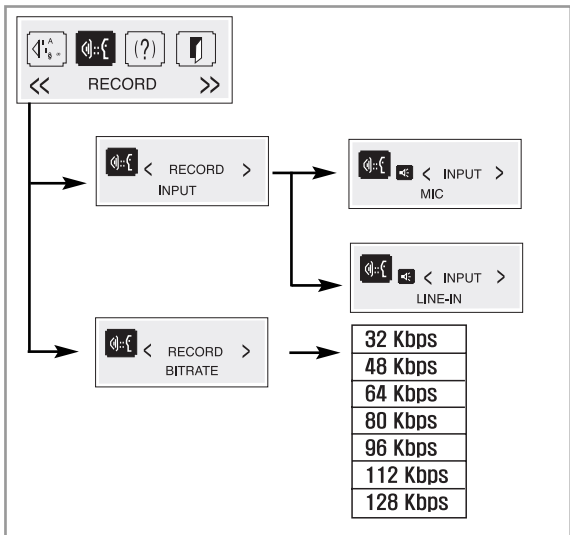 (?)
<< RECORD >>
< RECORD >
INPUT
< INPUT >
MIC
< INPUT >
LINE-IN
< RECORD >
BITRATE
32 Kbps
48 Kbps
64 Kbps
80 Kbps
96 Kbps
112 Kbps
128 Kbps